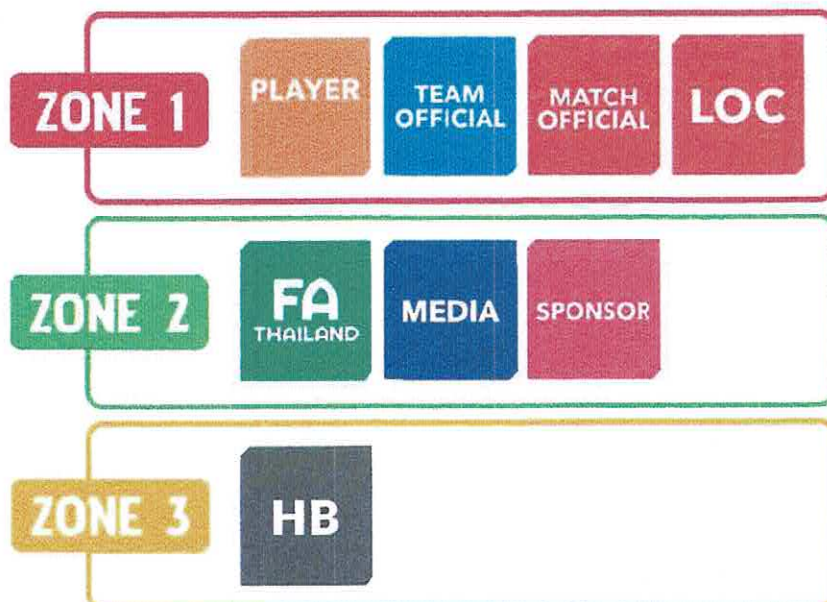 ZONE 1
PLAYER
TEAM
OFFICIAL
MATCH
OFFICIAL
LOC
ZONE 2
FA
THAILAND
MEDIA
SPONSOR
ZONE 3
HB